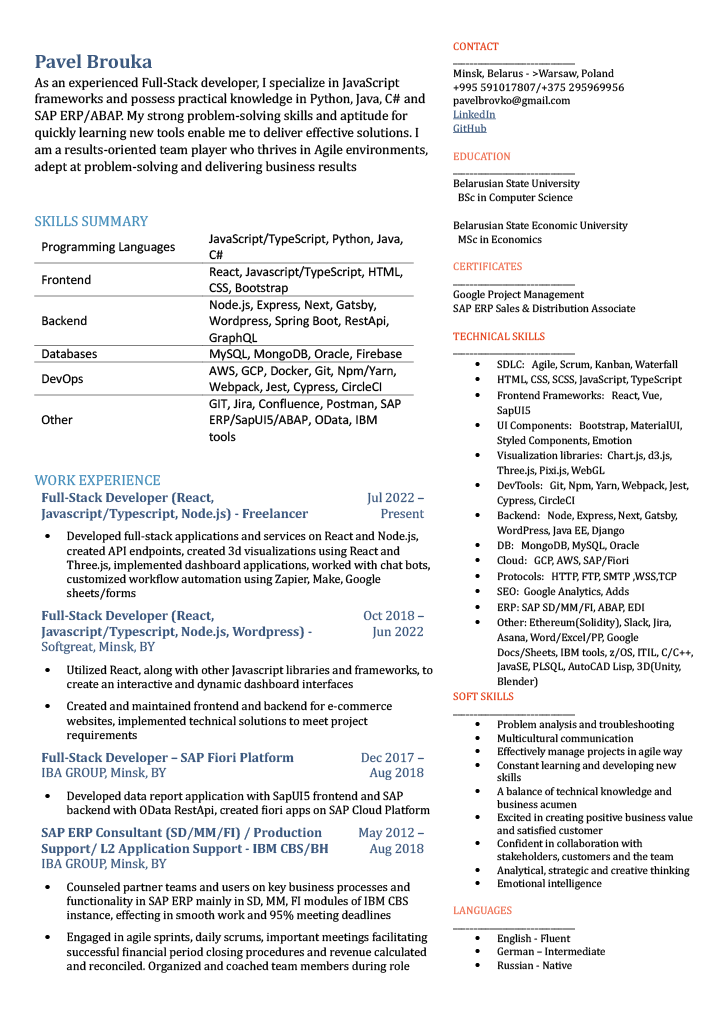 Pavel Brouka
As an experienced Full-Stack developer, I specialize in JavaScript
frameworks and possess practical knowledge in Python, Java, C# and
SAP ERP/ABAP. My strong problem-solving skills and aptitude for
quickly learning new tools enable me to deliver effective solutions. I
am a results-oriented team player who thrives in Agile environments,
adept at problem-solving and delivering business results
SKILLS SUMMARY
Programming Languages
JavaScript/TypeScript, Python, Java,
C#
Frontend
React, Javascript/TypeScript, HTML,
CSS, Bootstrap
Backend
Node.js, Express, Next, Gatsby,
Wordpress, Spring Boot, RestApi,
GraphQL
Databases
MySQL, MongoDB, Oracle, Firebase
DevOps
AWS, GCP, Docker, Git, Npm/Yarn,
Webpack, Jest, Cypress, CircleCI
Other
GIT, Jira, Confluence, Postman, SAP
ERP/SapUI5/ABAP, OData, IBM
tools
WORK EXPERIENCE
Full-Stack Developer (React, Jul 2022 –
Javascript/Typescript, Node.js) - Freelancer Present
• Developed full-stack applications and services on React and Node.js,
created API endpoints, created 3d visualizations using React and
Three.js, implemented dashboard applications, worked with chat bots,
customized workflow automation using Zapier, Make, Google
sheets/forms
Full-Stack Developer (React, Oct 2018 –
Javascript/Typescript, Node.js, Wordpress) - Jun 2022
Softgreat, Minsk, BY
• Utilized React, along with other Javascript libraries and frameworks, to
create an interactive and dynamic dashboard interfaces
• Created and maintained frontend and backend for e-commerce
websites, implemented technical solutions to meet project
requirements
Full-Stack Developer – SAP Fiori Platform Dec 2017 –
IBA GROUP, Minsk, BY Aug 2018
• Developed data report application with SapUI5 frontend and SAP
backend with OData RestApi, created fiori apps on SAP Cloud Platform
SAP ERP Consultant (SD/MM/FI) / Production May 2012 –
Support/ L2 Application Support - IBM CBS/BH Aug 2018
IBA GROUP, Minsk, BY
• Counseled partner teams and users on key business processes and
functionality in SAP ERP mainly in SD, MM, FI modules of IBM CBS
instance, effecting in smooth work and 95% meeting deadlines
• Engaged in agile sprints, daily scrums, important meetings facilitating
successful financial period closing procedures and revenue calculated
and reconciled. Organized and coached team members during role
CONTACT
Minsk, Belarus - >Warsaw, Poland
+995 591017807/+375 295969956
pavelbrovko@gmail.com
LinkedIn
GitHub
EDUCATION
Belarusian State University
BSc in Computer Science
Belarusian State Economic University
MSc in Economics
CERTIFICATES
Google Project Management
SAP ERP Sales & Distribution Associate
TECHNICAL SKILLS
• SDLC: Agile, Scrum, Kanban, Waterfall
• HTML, CSS, SCSS, JavaScript, TypeScript
• Frontend Frameworks: React, Vue,
SapUI5
• UI Components: Bootstrap, MaterialUI,
Styled Components, Emotion
• Visualization libraries: Chart.js, d3.js,
Three.js, Pixi.js, WebGL
• DevTools: Git, Npm, Yarn, Webpack, Jest,
Cypress, CircleCI
• Backend: Node, Express, Next, Gatsby,
WordPress, Java EE, Django
• DB: MongoDB, MySQL, Oracle
• Cloud: GCP, AWS, SAP/Fiori
• Protocols: HTTP, FTP, SMTP ,WSS,TCP
• SEO: Google Analytics, Adds
• ERP: SAP SD/MM/FI, ABAP, EDI
• Other: Ethereum(Solidity), Slack, Jira,
Asana, Word/Excel/PP, Google
Docs/Sheets, IBM tools, z/OS, ITIL, C/C++,
JavaSE, PLSQL, AutoCAD Lisp, 3D(Unity,
Blender)
SOFT SKILLS
• Problem analysis and troubleshooting
• Multicultural communication
• Effectively manage projects in agile way
• Constant learning and developing new
skills
• A balance of technical knowledge and
business acumen
• Excited in creating positive business value
and satisfied customer
• Confident in collaboration with
stakeholders, customers and the team
• Analytical, strategic and creative thinking
• Emotional intelligence
LANGUAGES
• English - Fluent
• German – Intermediate
• Russian - Native